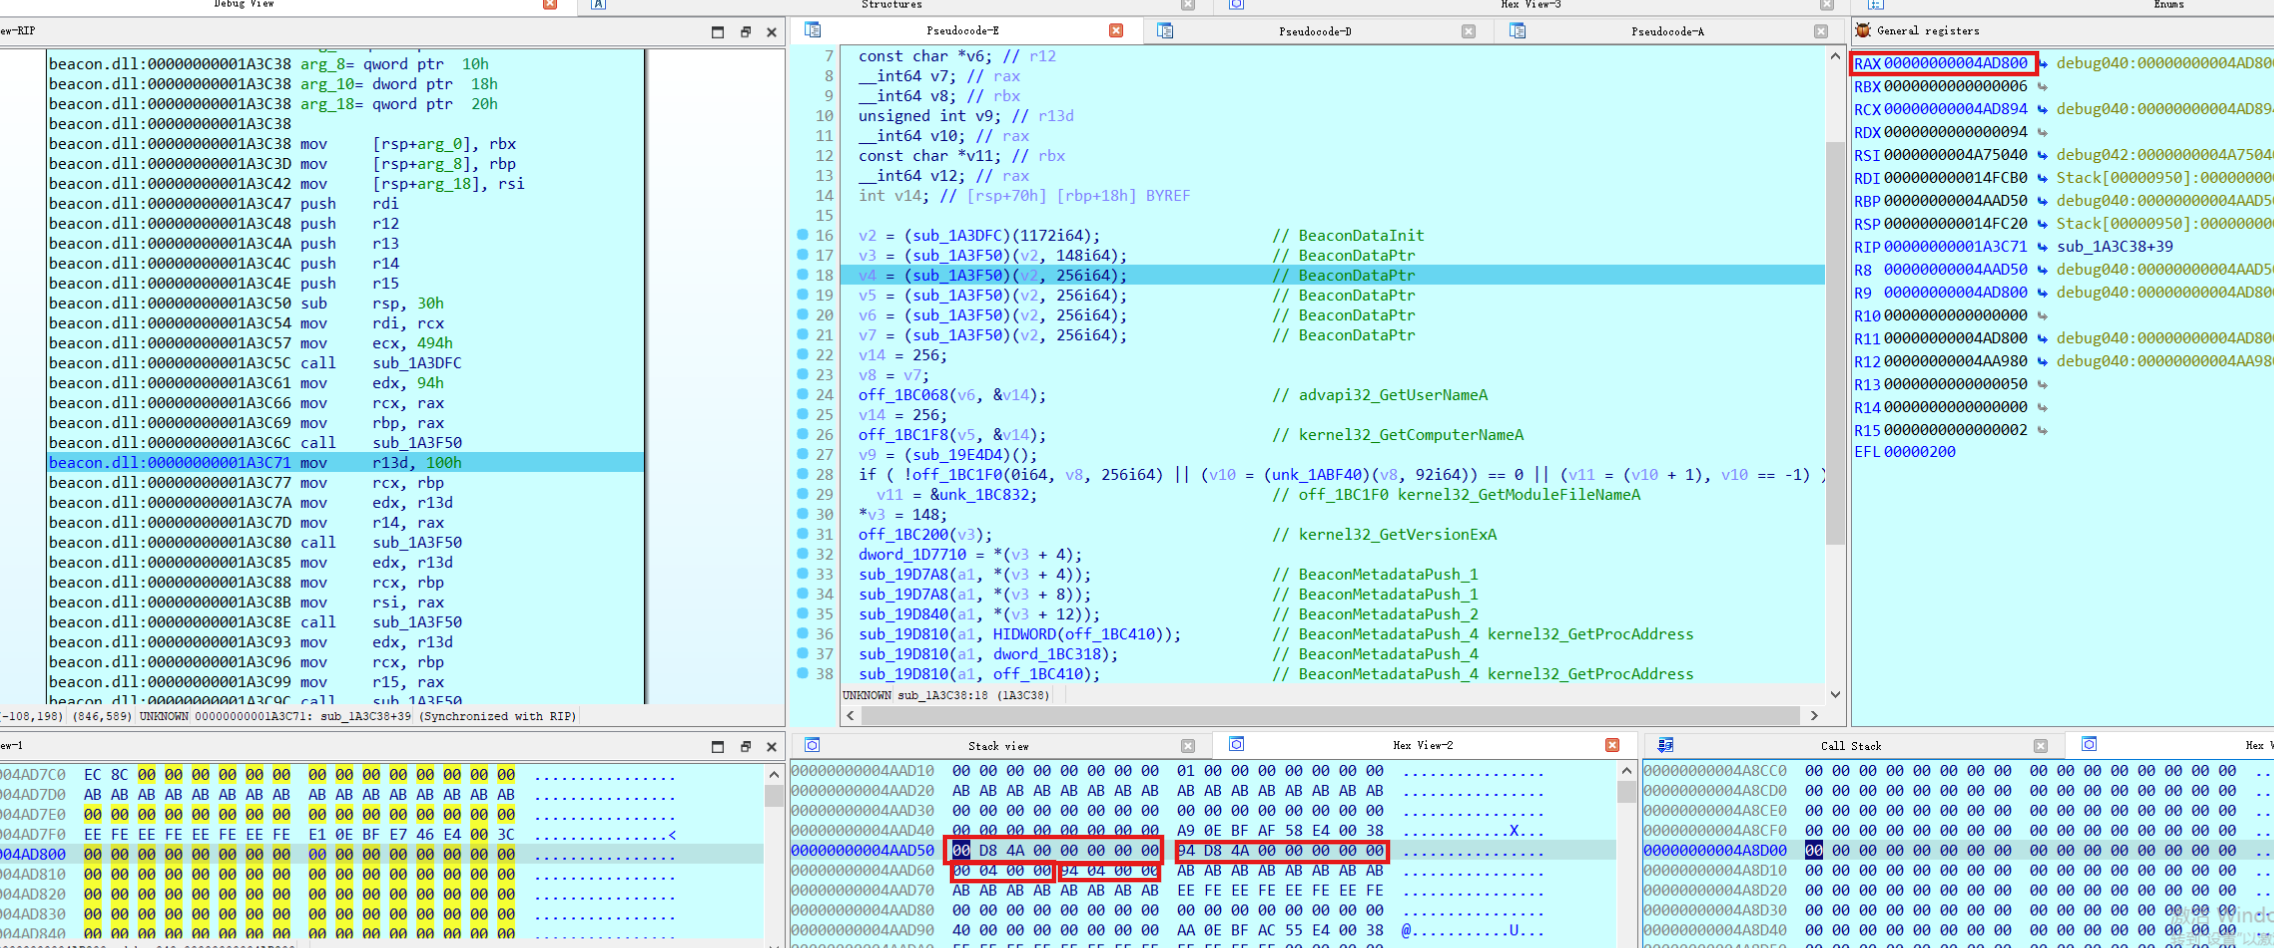 Debug View
Structures
Hex View-3
Enums
ew-RIP
Pseudocode-E
Pseudocode-D
Pseudocode-A
General registers
beacon.dll:00000000001A3C38 arg_8= qword ptr  10h
beacon.dll:00000000001A3C38 arg_10= dword ptr  18h
beacon.dll:00000000001A3C38 arg_18= qword ptr  20h
beacon.dll:00000000001A3C38
beacon.dll:00000000001A3C38 mov     [rsp+arg_0], rbx
beacon.dll:00000000001A3C3D mov     [rsp+arg_8], rbp
beacon.dll:00000000001A3C42 mov     [rsp+arg_18], rsi
beacon.dll:00000000001A3C47 push    rdi
beacon.dll:00000000001A3C48 push    r12
beacon.dll:00000000001A3C4A push    r13
beacon.dll:00000000001A3C4C push    r14
beacon.dll:00000000001A3C4E push    r15
beacon.dll:00000000001A3C50 sub     rsp, 30h
beacon.dll:00000000001A3C54 mov     rdi, rcx
beacon.dll:00000000001A3C57 mov     ecx, 494h
beacon.dll:00000000001A3C5C call    sub_1A3DFC
beacon.dll:00000000001A3C61 mov     edx, 94h
beacon.dll:00000000001A3C66 mov     rcx, rax
beacon.dll:00000000001A3C69 mov     rbp, rax
beacon.dll:00000000001A3C6C call    sub_1A3F50
beacon.dll:00000000001A3C71 mov     r13d, 100h
beacon.dll:00000000001A3C77 mov     rcx, rbp
beacon.dll:00000000001A3C7A mov     edx, r13d
beacon.dll:00000000001A3C7D mov     r14, rax
beacon.dll:00000000001A3C80 call    sub_1A3F50
beacon.dll:00000000001A3C85 mov     edx, r13d
beacon.dll:00000000001A3C88 mov     rcx, rbp
beacon.dll:00000000001A3C8B mov     rsi, rax
beacon.dll:00000000001A3C8E call    sub_1A3F50
beacon.dll:00000000001A3C93 mov     edx, r13d
beacon.dll:00000000001A3C96 mov     rcx, rbp
beacon.dll:00000000001A3C99 mov     r15, rax
beacon.dll:00000000001A3C9C call    sub_1A3F50
-108,198) (846,589) UNKNOWN 00000000001A3C71: sub_1A3C38+39 (Synchronized with RIP)
7 const char *v6; // r12
8 __int64 v7; // rax
9 __int64 v8; // rbx
10 unsigned int v9; // r13d
11 __int64 v10; // rax
12 const char *v11; // rbx
13 __int64 v12; // rax
14 int v14; // [rsp+70h] [rbp+18h] BYREF
15
16 v2 = (sub_1A3DFC)(1172i64); // BeaconDataInit
17 v3 = (sub_1A3F50)(v2, 148i64); // BeaconDataPtr
18 v4 = (sub_1A3F50)(v2, 256i64); // BeaconDataPtr
19 v5 = (sub_1A3F50)(v2, 256i64); // BeaconDataPtr
20 v6 = (sub_1A3F50)(v2, 256i64); // BeaconDataPtr
21 v7 = (sub_1A3F50)(v2, 256i64); // BeaconDataPtr
22 v14 = 256;
23 v8 = v7;
24 off_1BC068(v6, &v14); // advapi32_GetUserNameA
25 v14 = 256;
26 off_1BC1F8(v5, &v14); // kernel32_GetComputerNameA
27 v9 = (sub_19E4D4)();
28 if ( !off_1BC1F0(0i64, v8, 256i64) || (v10 = (unk_1ABF40)(v8, 92i64)) == 0 || (v11 = (v10 + 1), v10 == -1) )
29 v11 = &unk_1BC832; // off_1BC1F0 kernel32_GetModuleFileNameA
30 *v3 = 148;
31 off_1BC200(v3); // kernel32_GetVersionExA
32 dword_1D7710 = *(v3 + 4);
33 sub_19D7A8(a1, *(v3 + 4)); // BeaconMetadataPush_1
34 sub_19D7A8(a1, *(v3 + 8)); // BeaconMetadataPush_1
35 sub_19D840(a1, *(v3 + 12)); // BeaconMetadataPush_2
36 sub_19D810(a1, HIDWORD(off_1BC410)); // BeaconMetadataPush_4 kernel32_GetProcAddress
37 sub_19D810(a1, dword_1BC318); // BeaconMetadataPush_4
38 sub_19D810(a1, off_1BC410); // BeaconMetadataPush_4 kernel32_GetProcAddress
UNKNOWN sub_1A3C38:18 (1A3C38)
RAX 00000000004AD800 debug040:00000000004AD800
RBX 0000000000000006
RCX 00000000004AD894 debug040:00000000004AD894
RDX 0000000000000094
RSI 0000000004A75040 debug042:0000000004A75040
RDI 000000000014FCB0 Stack[00000950]:000000000
RBP 00000000004AAD50 debug040:00000000004AAD50
RSP 000000000014FC20 Stack[00000950]:000000000
RIP 00000000001A3C71 sub_1A3C38+39
R8 00000000004AAD50 debug040:00000000004AAD50
R9 00000000004AD800 debug040:00000000004AD800
R10 0000000000000000
R11 00000000004AD800 debug040:00000000004AD800
R12 00000000004AA980 debug040:00000000004AA980
R13 0000000000000050
R14 0000000000000000
R15 0000000000000002
EFL 00000200
ew-1
Stack view
Hex View-2
Call Stack
Hex V
004AD7C0 EC 8C 00 00 00 00 00 00 00 00 00 00 00 00 00 00 ................
004AD7D0 AB AB AB AB AB AB AB AB AB AB AB AB AB AB AB AB ................
004AD7E0 00 00 00 00 00 00 00 00 00 00 00 00 00 00 00 00 ................
004AD7F0 EE FE EE FE EE FE EE FE E1 0E BF E7 46 E4 00 3C ...............<
004AD800 00 00 00 00 00 00 00 00 00 00 00 00 00 00 00 00 ................
004AD810 00 00 00 00 00 00 00 00 00 00 00 00 00 00 00 00 ................
004AD820 00 00 00 00 00 00 00 00 00 00 00 00 00 00 00 00 ................
004AD830 00 00 00 00 00 00 00 00 00 00 00 00 00 00 00 00 ................
004AD840 00 00 00 00 00 00 00 00 00 00 00 00 00 00 00 00 ................
00000000004AAD10 00 00 00 00 00 00 00 00 01 00 00 00 00 00 00 00 ................
00000000004AAD20 AB AB AB AB AB AB AB AB AB AB AB AB AB AB AB AB ................
00000000004AAD30 00 00 00 00 00 00 00 00 00 00 00 00 00 00 00 00 ................
00000000004AAD40 00 00 00 00 00 00 00 00 A9 0E BF AF 58 E4 00 38 ............X...
00000000004AAD50 00 D8 4A 00 00 00 00 00 94 D8 4A 00 00 00 00 00 ................
00000000004AAD60 00 04 00 00 94 04 00 00 AB AB AB AB AB AB AB AB ................
00000000004AAD70 AB AB AB AB AB AB AB AB EE FE EE FE EE FE EE FE ................
00000000004AAD80 00 00 00 00 00 00 00 00 00 00 00 00 00 00 00 00 ................
00000000004AAD90 40 00 00 00 00 00 00 00 AA 0E BF AC 55 E4 00 38 @...........U...
00000000004A8CC0 00 00 00 00 00 00 00 00 00 00 00 00 00 00 00 00 ..
00000000004A8CD0 00 00 00 00 00 00 00 00 00 00 00 00 00 00 00 00 ..
00000000004A8CE0 00 00 00 00 00 00 00 00 00 00 00 00 00 00 00 00 ..
00000000004A8CF0 00 00 00 00 00 00 00 00 00 00 00 00 00 00 00 00 ..
00000000004A8D00 00 00 00 00 00 00 00 00 00 00 00 00 00 00 00 00 ..
00000000004A8D10 00 00 00 00 00 00 00 00 00 00 00 00 00 00 00 00 ..
00000000004A8D20 00 00 00 00 00 00 00 00 00 00 00 00 00 00 00 00 ..
00000000004A8D30 00 00 00 00 00 00 00 00 00 00 00 00 00 00
00000000004A8D40 00 00 00 00 00 00 00 00 00 00 00 00 00 00
激活 Windo
转到"设置"以激